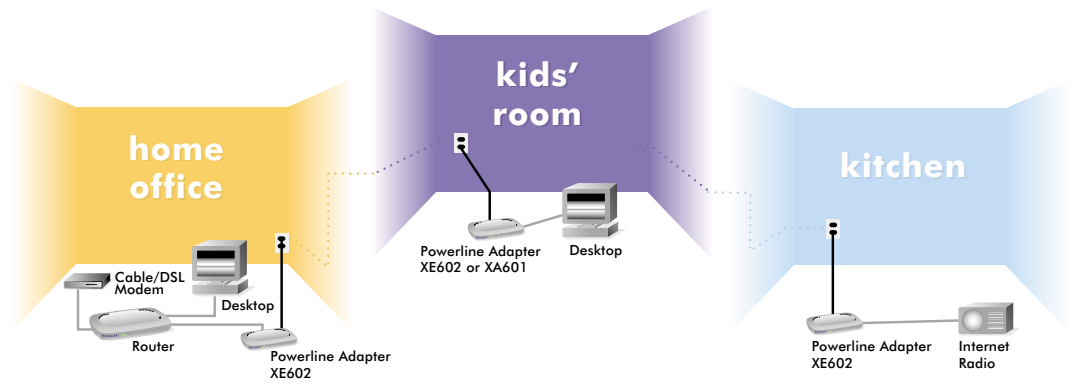 home
office
Cable/DSL
Modem
Desktop
Router
Powerline Adapter
XE602
kids'
room
Powerline Adapter
XE602 or XA601
Desktop
kitchen
Powerline Adapter
XE602
Internet
Radio